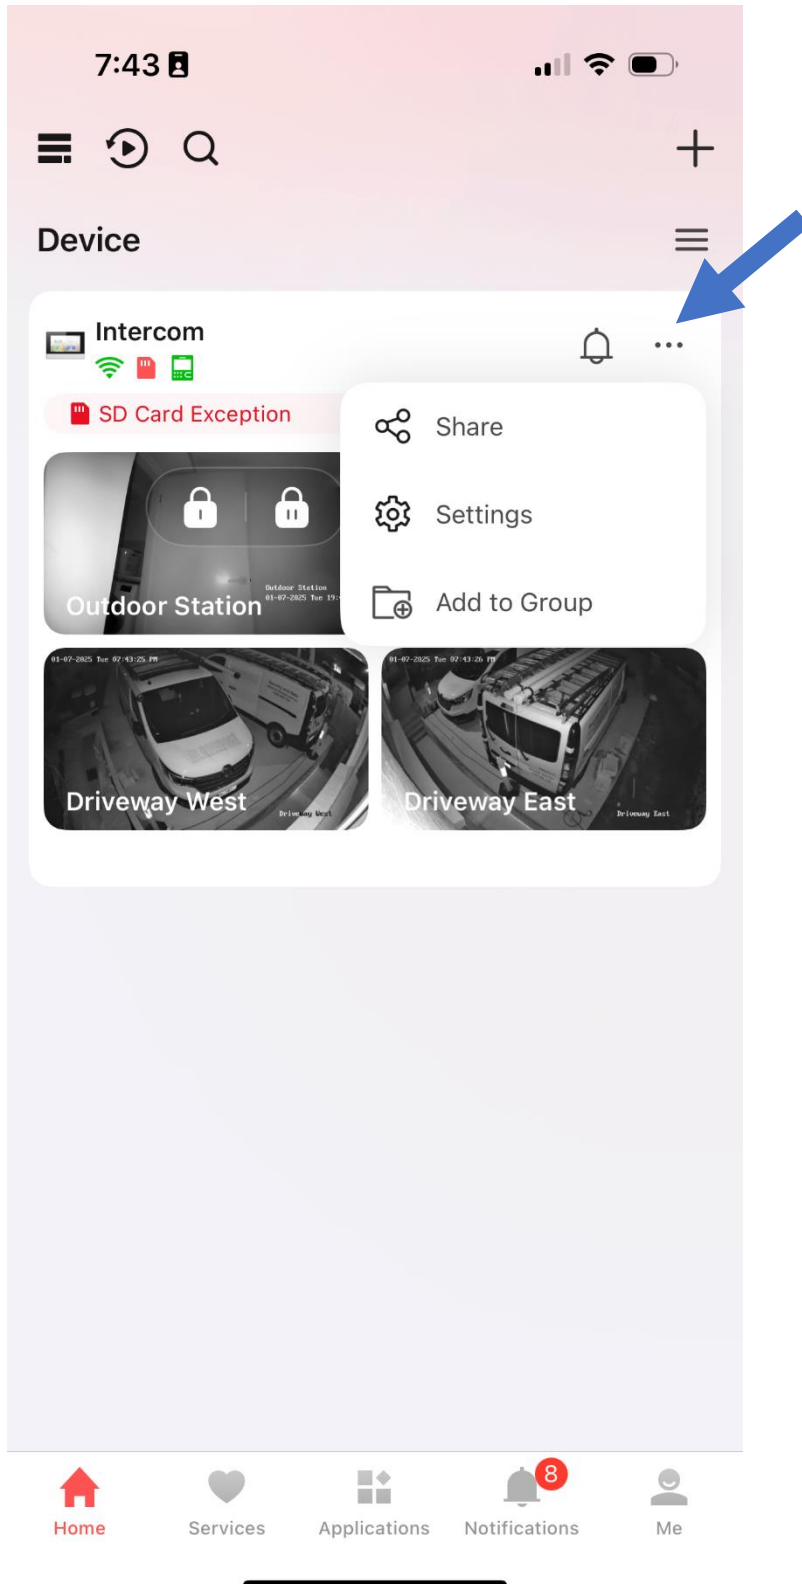 7:43
Device
Intercom
SD Card Exception
Share
Settings
Add to Group
Outdoor Station
Outdoor Station
01-07-2025 Tue 19:
01-07-2025 Tue 07:43:25 PM
Driveway West
Driveway West
01-07-2025 Tue 07:43:26 PM
Driveway East
Driveway East
8
Home
Services
Applications
Notifications
Me